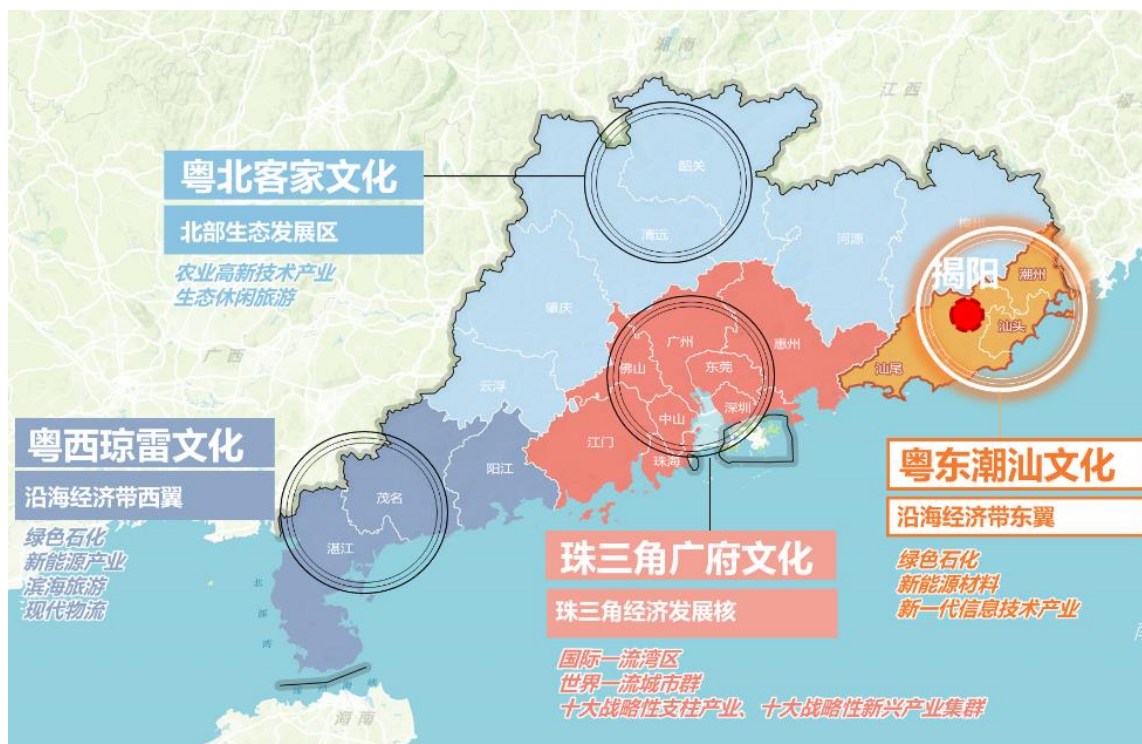 湖南
江西
福
粤北客家文化
北部生态发展区
农业高新技术产业
生态休闲旅游
韶关
清远
河源
梅州
揭阳
潮州
汕头
汕尾
肇庆
广州
惠州
佛山
东莞
云浮
中山
深圳
江门
珠海
广西
粤西琼雷文化
沿海经济带西翼
绿色石化
新能源产业
滨海旅游
现代物流
阳江
茂名
湛江
粤东潮汕文化
沿海经济带东翼
绿色石化
新能源材料
新一代信息技术产业
珠三角广府文化
珠三角经济发展核
国际一流湾区
世界一流城市群
十大战略性支柱产业、十大战略性新兴产业集群
北部湾
琼州海峡
海南
南